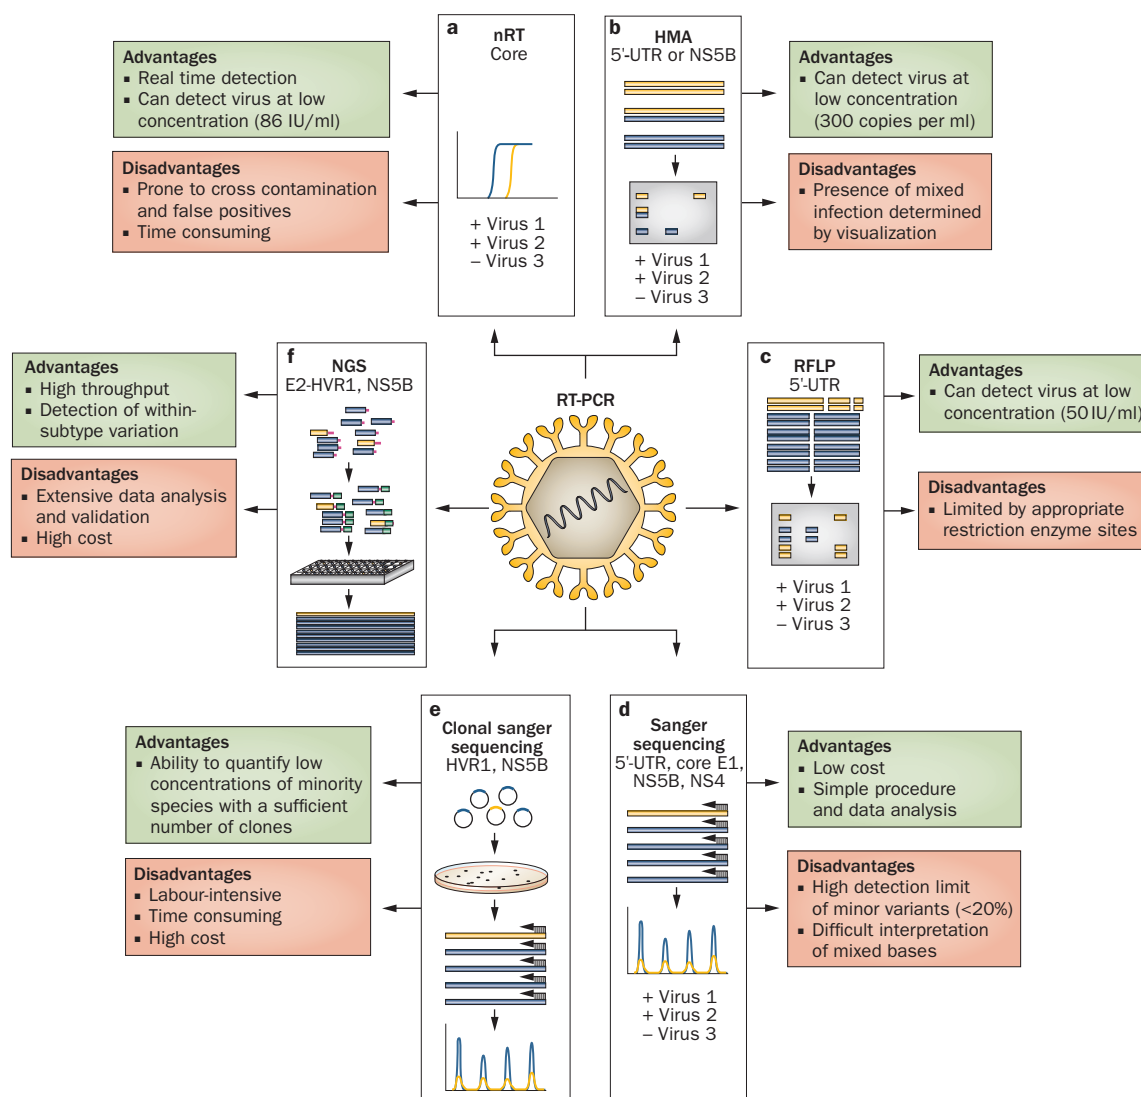 a
nRT
Core
Advantages
▪ Real time detection
▪ Can detect virus at low
concentration (86 IU/ml)
Disadvantages
▪ Prone to cross contamination
and false positives
▪ Time consuming
+ Virus 1
+ Virus 2
– Virus 3
b
HMA
5'-UTR or NS5B
Advantages
▪ Can detect virus at
low concentration
(300 copies per ml)
Disadvantages
▪ Presence of mixed
infection determined
by visualization
+ Virus 1
+ Virus 2
– Virus 3
f
NGS
E2-HVR1, NS5B
Advantages
▪ High throughput
▪ Detection of within-
subtype variation
Disadvantages
▪ Extensive data analysis
and validation
▪ High cost
RT-PCR
c
RFLP
5'-UTR
Advantages
▪ Can detect virus at low
concentration (50 IU/ml)
Disadvantages
▪ Limited by appropriate
restriction enzyme sites
+ Virus 1
+ Virus 2
– Virus 3
e
Clonal sanger
sequencing
HVR1, NS5B
Advantages
▪ Ability to quantify low
concentrations of minority
species with a sufficient
number of clones
Disadvantages
▪ Labour-intensive
▪ Time consuming
▪ High cost
d
Sanger
sequencing
5'-UTR, core E1,
NS5B, NS4
Advantages
▪ Low cost
▪ Simple procedure
and data analysis
Disadvantages
▪ High detection limit
of minor variants (<20%)
▪ Difficult interpretation
of mixed bases
+ Virus 1
+ Virus 2
– Virus 3